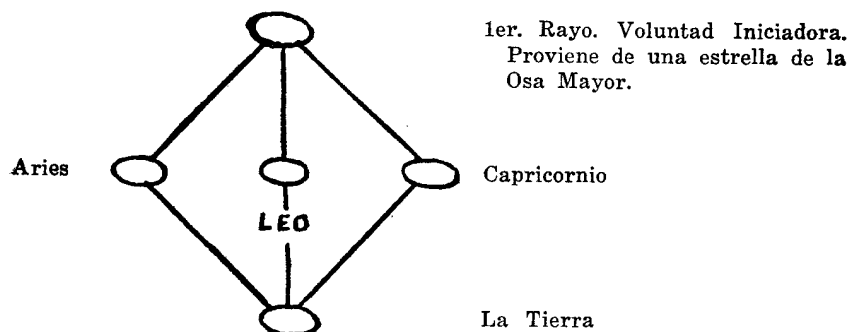 1er. Rayo. Voluntad Iniciadora.
Proviene de una estrella de la
Osa Mayor.
Aries
Capricornio
LEO
La Tierra